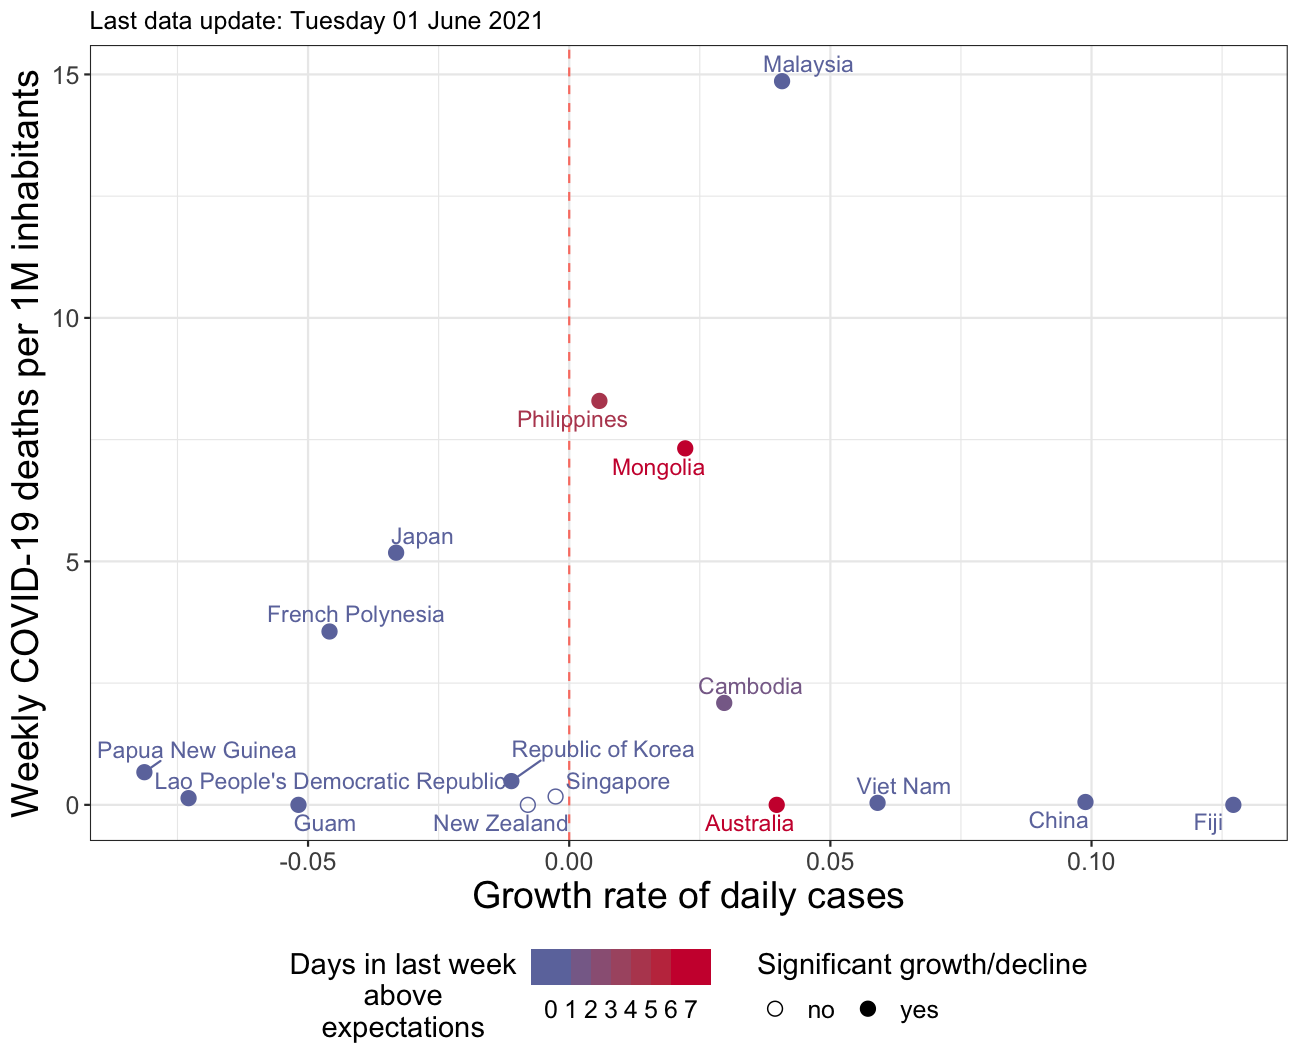 Last data update: Tuesday 01 June 2021
Weekly COVID-19 deaths per 1M inhabitants
15
10
5
0
Malaysia
Philippines
Mongolia
Japan
French Polynesia
Cambodia
Papua New Guinea
Republic of Korea
Lao People's Democratic Republic
Singapore
Viet Nam
Guam
New Zealand
Australia
China
Fiji
-0.05 0.00 0.05 0.10
Growth rate of daily cases
Days in last week
above
expectations
0 1 2 3 4 5 6 7
Significant growth/decline
no yes